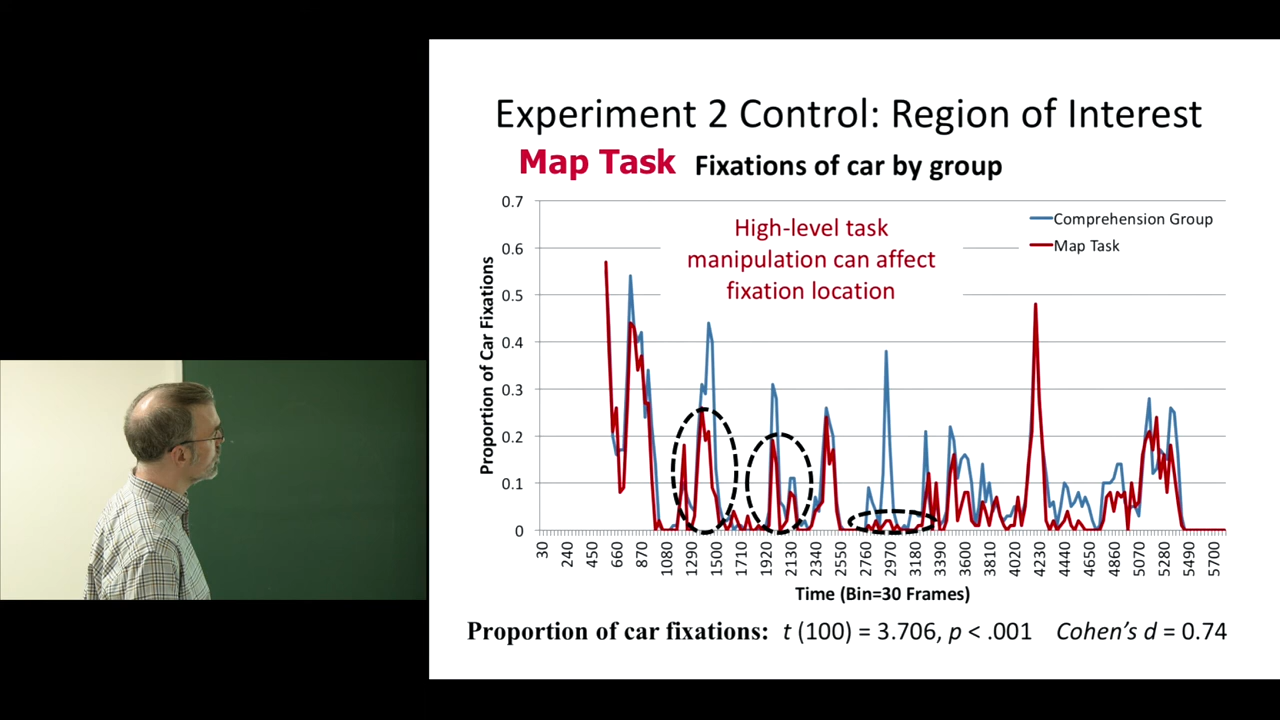 Experiment 2 Control: Region of Interest
Map Task Fixations of car by group
0.7
0.6
0.5
0.4
0.3
0.2
0.1
0
Proportion of Car Fixations
High-level task
manipulation can affect
fixation location
Comprehension Group
Map Task
30 240 450 660 870 1080 1290 1500 1710 1920 2130 2340 2550 2760 2970 3180 3390 3600 3810 4020 4230 4440 4650 4860 5070 5280 5490 5700
Time (Bin=30 Frames)
Proportion of car fixations: t (100) = 3.706, p < .001 Cohen's d = 0.74